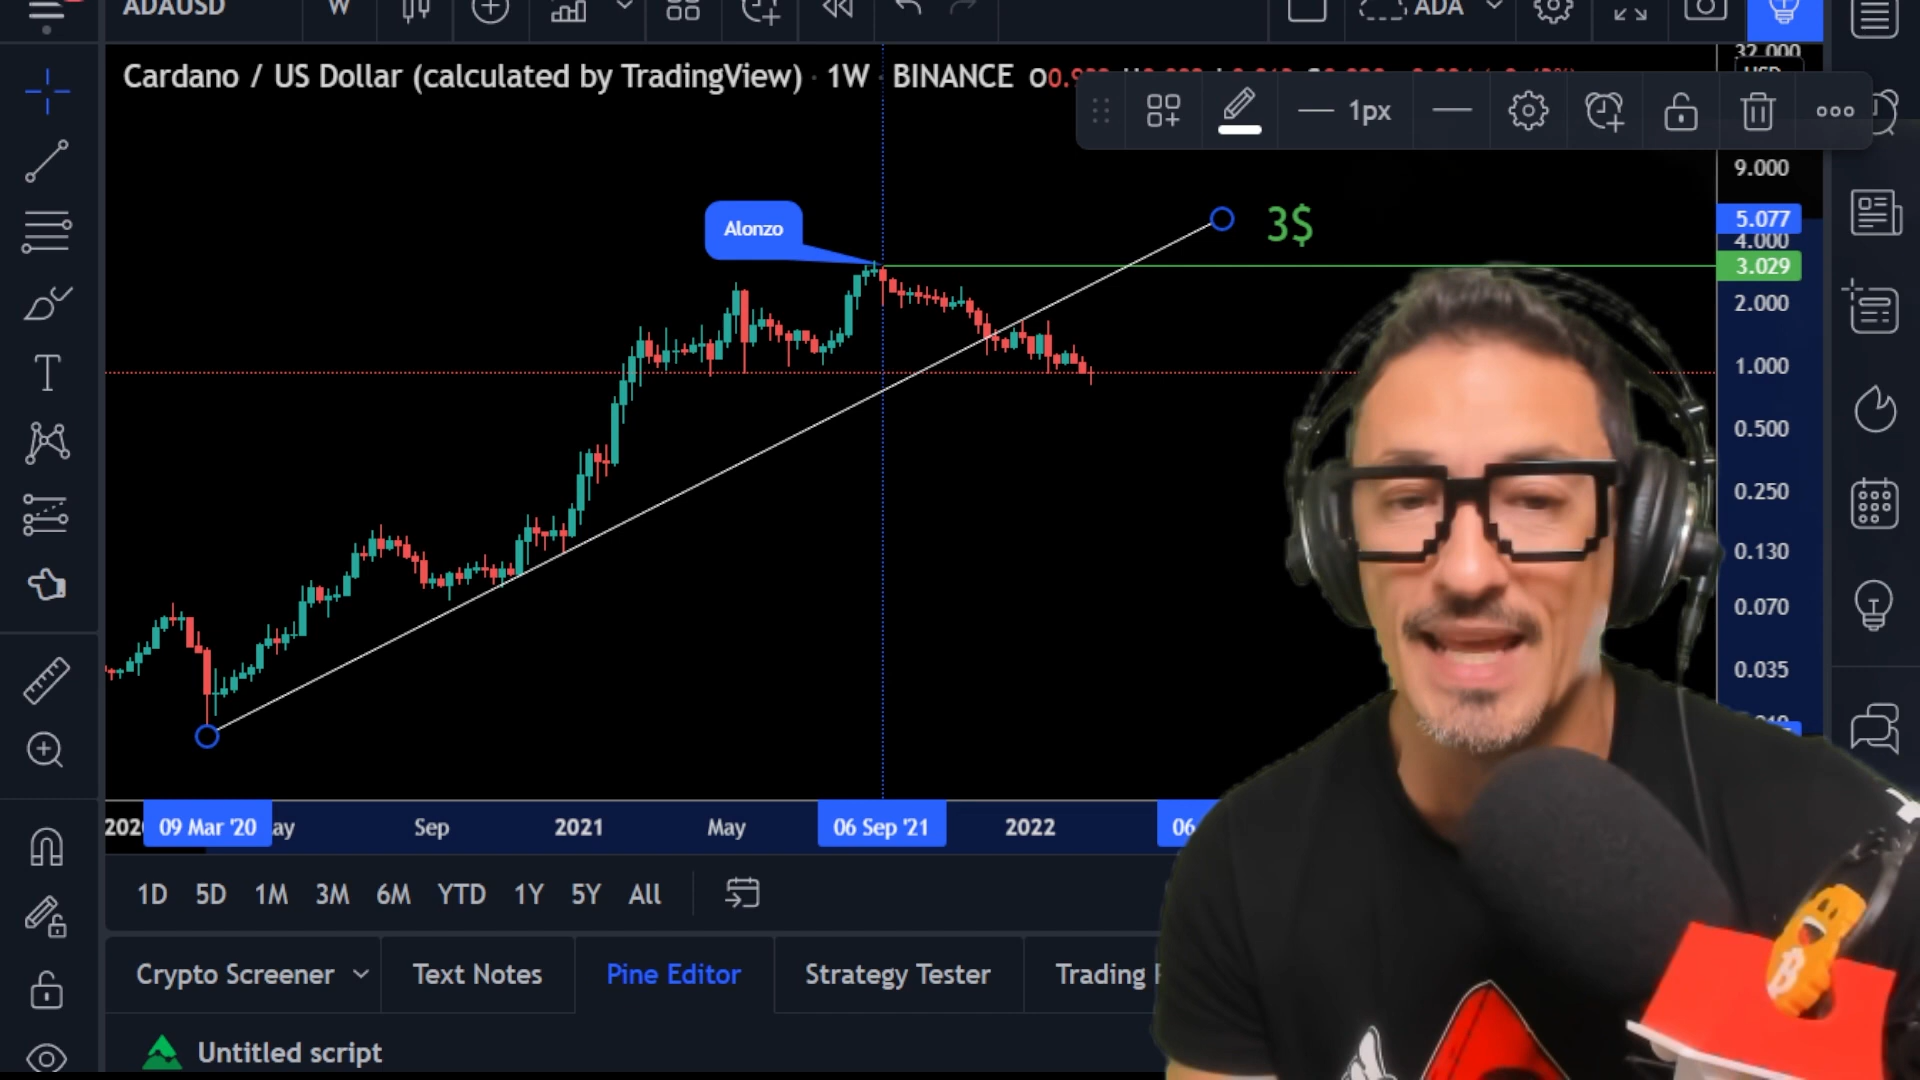 ADAUSD
W
ADA
Cardano / US Dollar (calculated by TradingView) · 1W · BINANCE
1px
32.000
9.000
Alonzo
3$
5.077
4.000
3.029
2.000
1.000
0.500
0.250
0.130
0.070
0.035
09 Mar '20
Sep
2021
May
06 Sep '21
2022
06
1D 5D 1M 3M 6M YTD 1Y 5Y All
Crypto Screener
Text Notes
Pine Editor
Strategy Tester
Trading
Untitled script